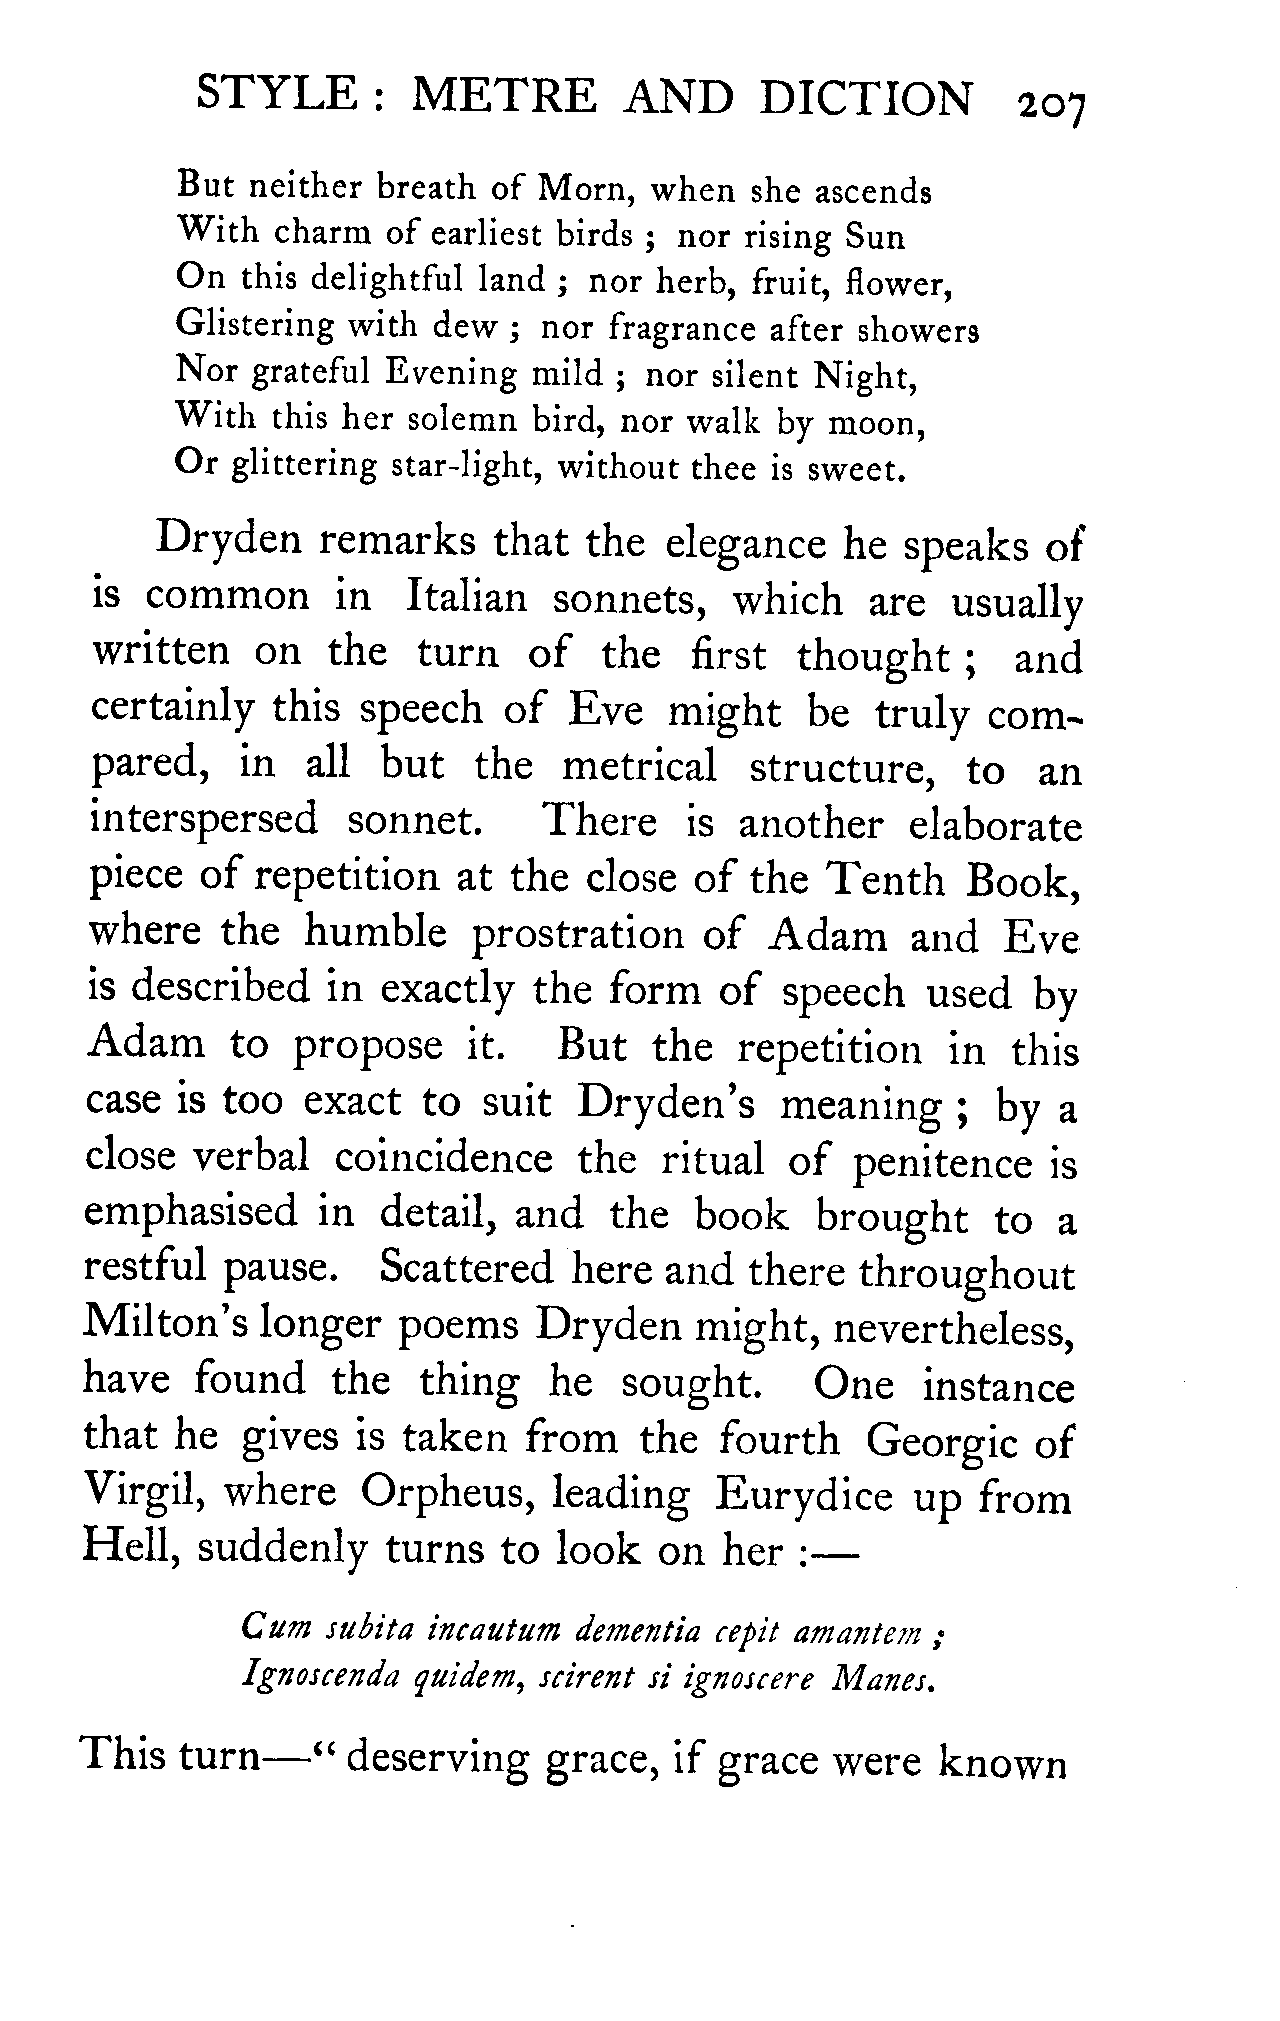 STYLE : METRE AND DICTION 207
But neither breath of Morn, when she ascends
With charm of earliest birds ; nor rising Sun
On this delightful land ; nor herb, fruit, flower,
Glistering with dew ; nor fragrance after showers
Nor grateful Evening mild ; nor silent Night,
With this her solemn bird, nor walk by moon,
Or glittering star-light, without thee is sweet.
Dryden remarks that the elegance he speaks of
is common in Italian sonnets, which are usually
written on the turn of the first thought ; and
certainly this speech of Eve might be truly com-
pared, in all but the metrical structure, to an
interspersed sonnet. There is another elaborate
piece of repetition at the close of the Tenth Book,
where the humble prostration of Adam and Eve
is described in exactly the form of speech used by
Adam to propose it. But the repetition in this
case is too exact to suit Dryden's meaning ; by a
close verbal coincidence the ritual of penitence is
emphasised in detail, and the book brought to a
restful pause. Scattered here and there throughout
Milton's longer poems Dryden might, nevertheless,
have found the thing he sought. One instance
that he gives is taken from the fourth Georgic of
Virgil, where Orpheus, leading Eurydice up from
Hell, suddenly turns to look on her :—
Cum subita incautum dementia cepit amantem ;
Ignoscenda quidem, scirent si ignoscere Manes.
This turn—“ deserving grace, if grace were known